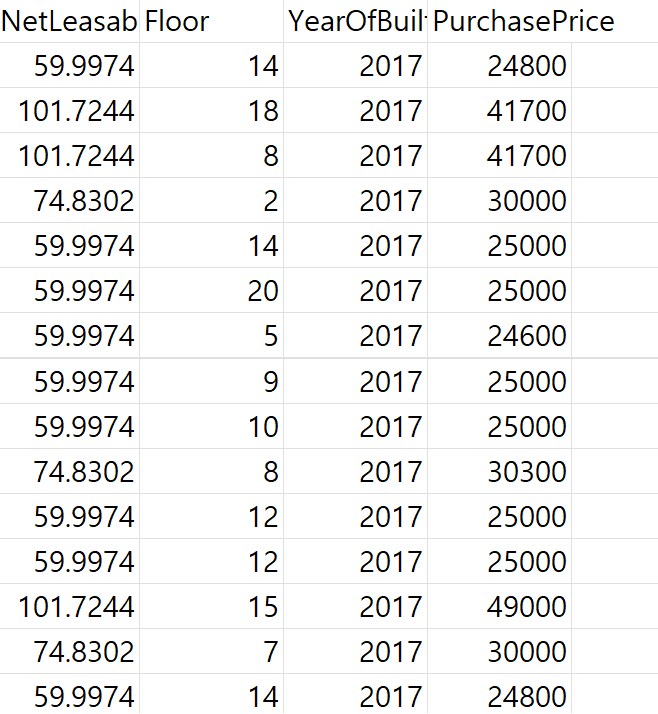 NetLeasab Floor YearOfBuil PurchasePrice
59.9974 14 2017 24800
101.7244 18 2017 41700
101.7244 8 2017 41700
74.8302 2 2017 30000
59.9974 14 2017 25000
59.9974 20 2017 25000
59.9974 5 2017 24600
59.9974 9 2017 25000
59.9974 10 2017 25000
74.8302 8 2017 30300
59.9974 12 2017 25000
59.9974 12 2017 25000
101.7244 15 2017 49000
74.8302 7 2017 30000
59.9974 14 2017 24800